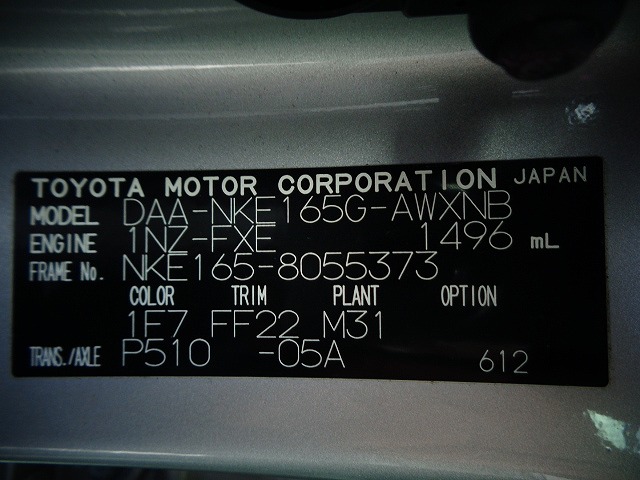 TOYOTA MOTOR CORPORATION JAPAN
MODEL DAA-NKE165G-AWXNB
ENGINE 1NZ-FXE 1496 mL
FRAME No. NKE165-8055373
COLOR TRIM PLANT OPTION
1F7 FF22 M31
TRANS./AXLE P510 -05A 612